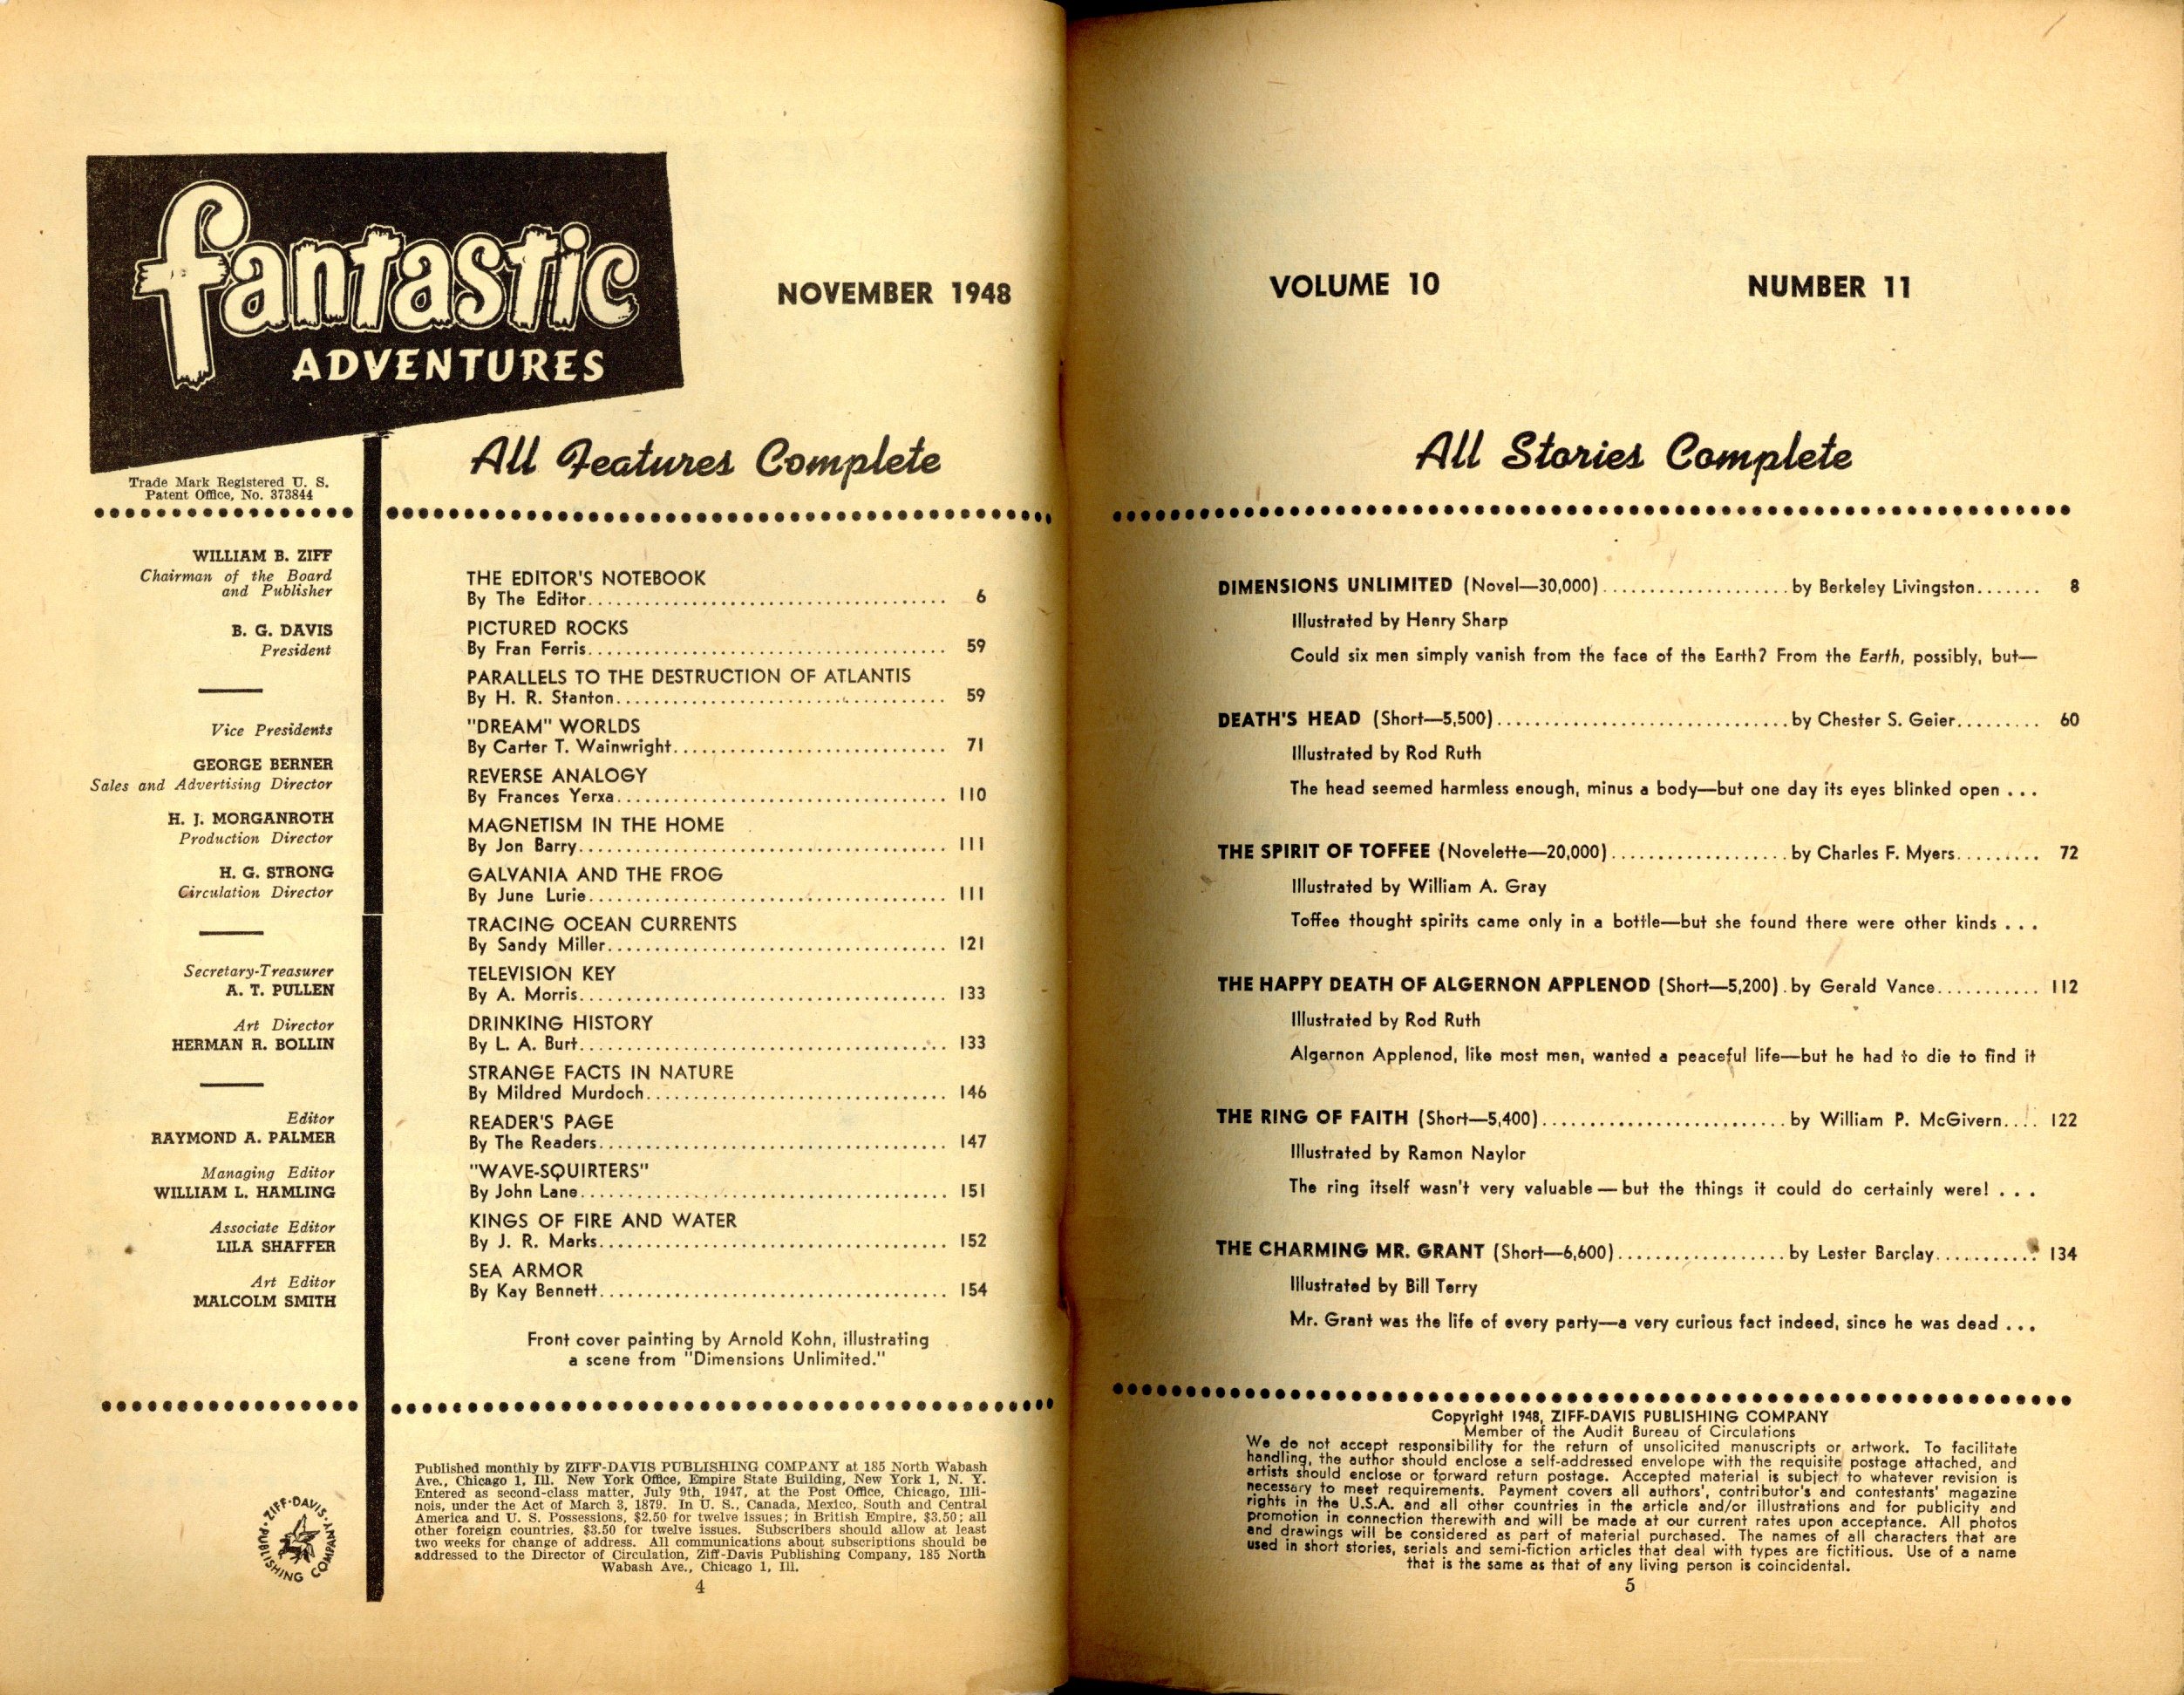 fantastic
ADVENTURES
NOVEMBER 1948
Trade Mark Registered U. S.
Patent Office, No. 373844
WILLIAM B. ZIFF
Chairman of the Board
and Publisher
B. G. DAVIS
President
Vice Presidents
GEORGE BERNER
Sales and Advertising Director
H. J. MORGANROTH
Production Director
H. G. STRONG
Circulation Director
Secretary-Treasurer
A. T. PULLEN
Art Director
HERMAN R. BOLLIN
Editor
RAYMOND A. PALMER
Managing Editor
WILLIAM L. HAMLING
Associate Editor
LILA SHAFFER
Art Editor
MALCOLM SMITH
ZIFF-DAVIS · PUBLISHING COMPANY ·
All Features Complete
THE EDITOR'S NOTEBOOK
By The Editor........................................ 6
PICTURED ROCKS
By Fran Ferris........................................ 59
PARALLELS TO THE DESTRUCTION OF ATLANTIS
By H. R. Stanton........................................ 59
"DREAM" WORLDS
By Carter T. Wainwright............................. 71
REVERSE ANALOGY
By Frances Yerxa..................................... 110
MAGNETISM IN THE HOME
By Jon Barry........................................ 111
GALVANIA AND THE FROG
By June Lurie........................................ 111
TRACING OCEAN CURRENTS
By Sandy Miller..................................... 121
TELEVISION KEY
By A. Morris........................................ 133
DRINKING HISTORY
By L. A. Burt........................................ 133
STRANGE FACTS IN NATURE
By Mildred Murdoch................................ 146
READER'S PAGE
By The Readers..................................... 147
"WAVE-SQUIRTERS"
By John Lane........................................ 151
KINGS OF FIRE AND WATER
By J. R. Marks...................................... 152
SEA ARMOR
By Kay Bennett..................................... 154
Front cover painting by Arnold Kohn, illustrating
a scene from "Dimensions Unlimited."
Published monthly by ZIFF-DAVIS PUBLISHING COMPANY at 185 North Wabash
Ave., Chicago 1, Ill. New York Office, Empire State Building, New York 1, N. Y.
Entered as second-class matter, July 9th, 1947, at the Post Office, Chicago, Illi-
nois, under the Act of March 3, 1879. In U. S., Canada, Mexico, South and Central
America and U. S. Possessions, $2.50 for twelve issues; in British Empire, $3.50; all
other foreign countries, $3.50 for twelve issues. Subscribers should allow at least
two weeks for change of address. All communications about subscriptions should be
addressed to the Director of Circulation, Ziff-Davis Publishing Company, 185 North
Wabash Ave., Chicago 1, Ill.
4
VOLUME 10 NUMBER 11
All Stories Complete
DIMENSIONS UNLIMITED (Novel—30,000)....................by Berkeley Livingston....... 8
Illustrated by Henry Sharp
Could six men simply vanish from the face of the Earth? From the Earth, possibly, but—
DEATH'S HEAD (Short—5,500)...............................by Chester S. Geier......... 60
Illustrated by Rod Ruth
The head seemed harmless enough, minus a body—but one day its eyes blinked open ...
THE SPIRIT OF TOFFEE (Novelette—20,000)...................by Charles F. Myers......... 72
Illustrated by William A. Gray
Toffee thought spirits came only in a bottle—but she found there were other kinds ...
THE HAPPY DEATH OF ALGERNON APPLENOD (Short—5,200).by Gerald Vance........... 112
Illustrated by Rod Ruth
Algernon Applenod, like most men, wanted a peaceful life—but he had to die to find it
THE RING OF FAITH (Short—5,400)..........................by William P. McGivern.... 122
Illustrated by Ramon Naylor
The ring itself wasn't very valuable — but the things it could do certainly were! ...
THE CHARMING MR. GRANT (Short—6,600)..................by Lester Barclay........... 134
Illustrated by Bill Terry
Mr. Grant was the life of every party—a very curious fact indeed, since he was dead ...
Copyright 1948, ZIFF-DAVIS PUBLISHING COMPANY
Member of the Audit Bureau of Circulations
We do not accept responsibility for the return of unsolicited manuscripts or artwork. To facilitate
handling, the author should enclose a self-addressed envelope with the requisite postage attached, and
artists should enclose or forward return postage. Accepted material is subject to whatever revision is
necessary to meet requirements. Payment covers all authors', contributor's and contestants' magazine
rights in the U.S.A. and all other countries in the article and/or illustrations and for publicity and
promotion in connection therewith and will be made at our current rates upon acceptance. All photos
and drawings will be considered as part of material purchased. The names of all characters that are
used in short stories, serials and semi-fiction articles that deal with types are fictitious. Use of a name
that is the same as that of any living person is coincidental.
5